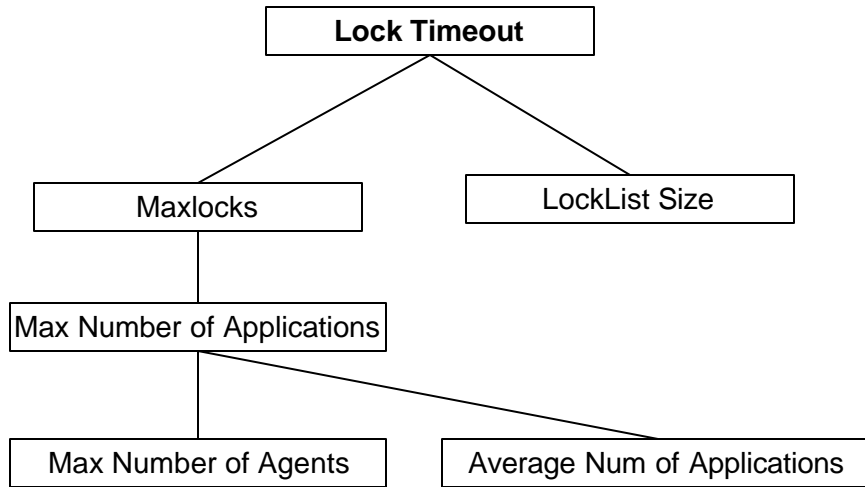 Lock Timeout
Maxlocks
LockList Size
Max Number of Applications
Max Number of Agents
Average Num of Applications